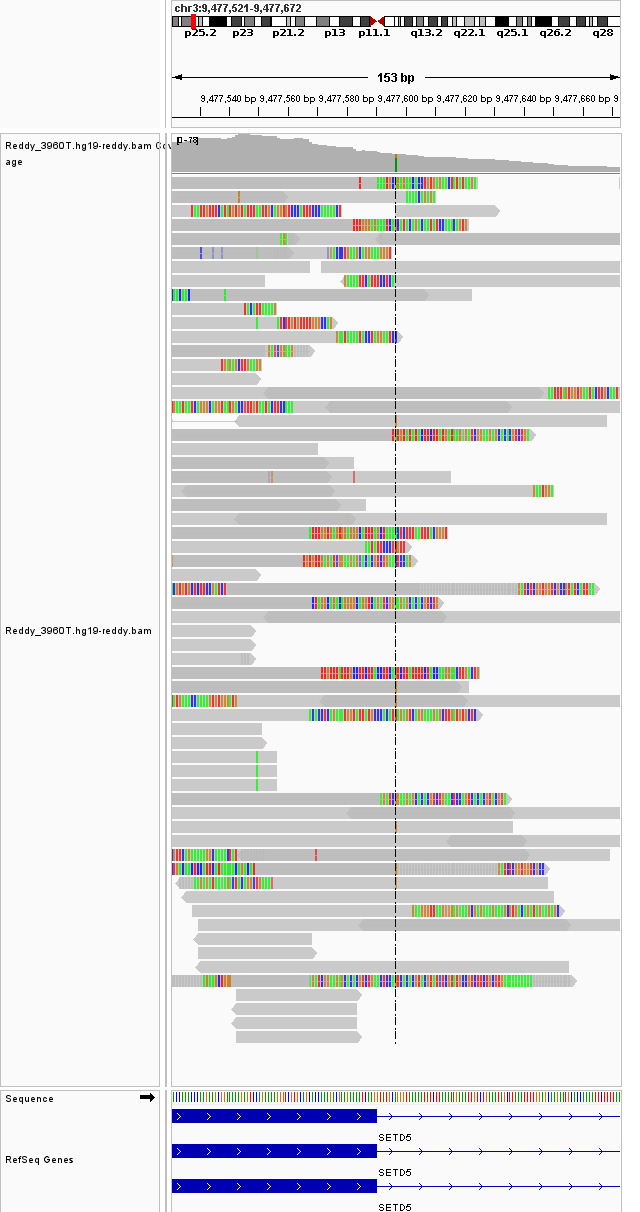 chr3:9,477,521-9,477,672
p25.2 p23 p21.2 p13 p11.1 q13.2 q22.1 q25.1 q26.2 q28
153 bp
9,477,540 bp 9,477,560 bp 9,477,580 bp 9,477,600 bp 9,477,620 bp 9,477,640 bp 9,477,660 bp 9
Reddy_3960T.hg19-reddy.bam Cov
age
Reddy_3960T.hg19-reddy.bam
Sequence
SETD5
RefSeq Genes
SETD5
SETD5